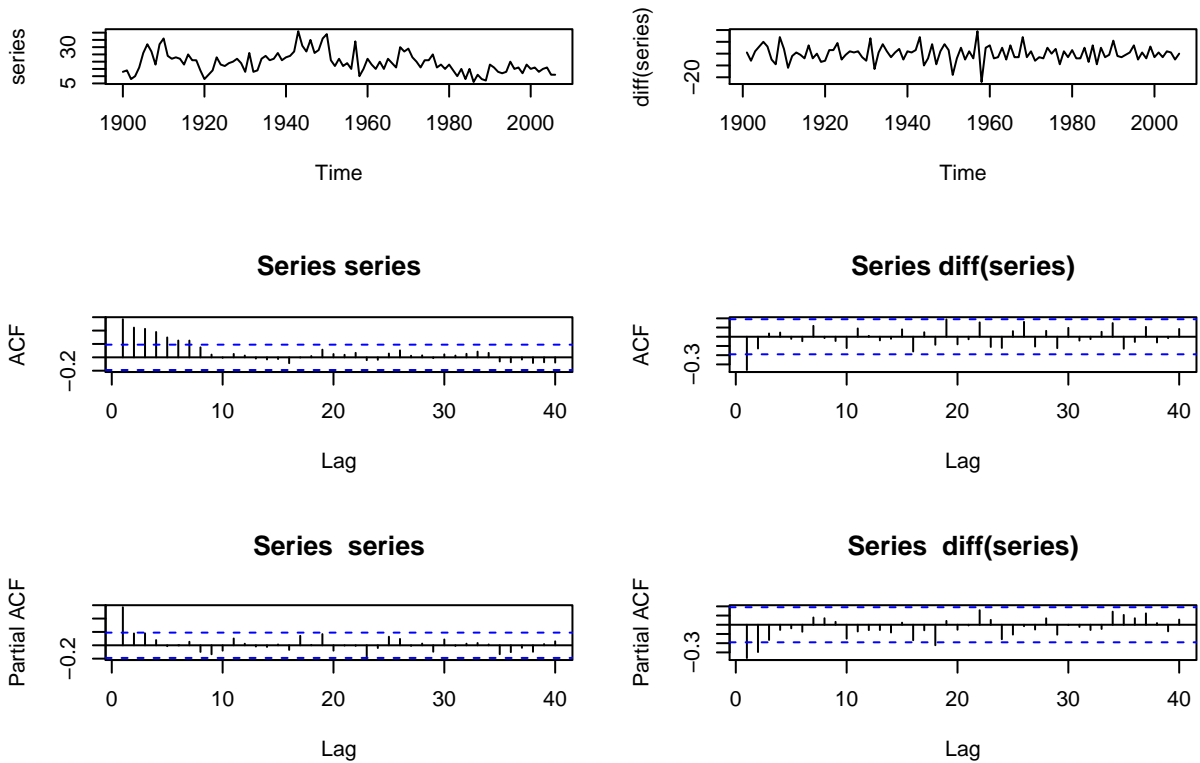 series
5
30
1900 1920 1940 1960 1980 2000
Time
diff(series)
−20
1900 1920 1940 1960 1980 2000
Time
Series series
ACF
−0.2
0 10 20 30 40
Lag
Series diff(series)
ACF
−0.3
0 10 20 30 40
Lag
Series series
Partial ACF
−0.2
0 10 20 30 40
Lag
Series diff(series)
Partial ACF
−0.3
0 10 20 30 40
Lag